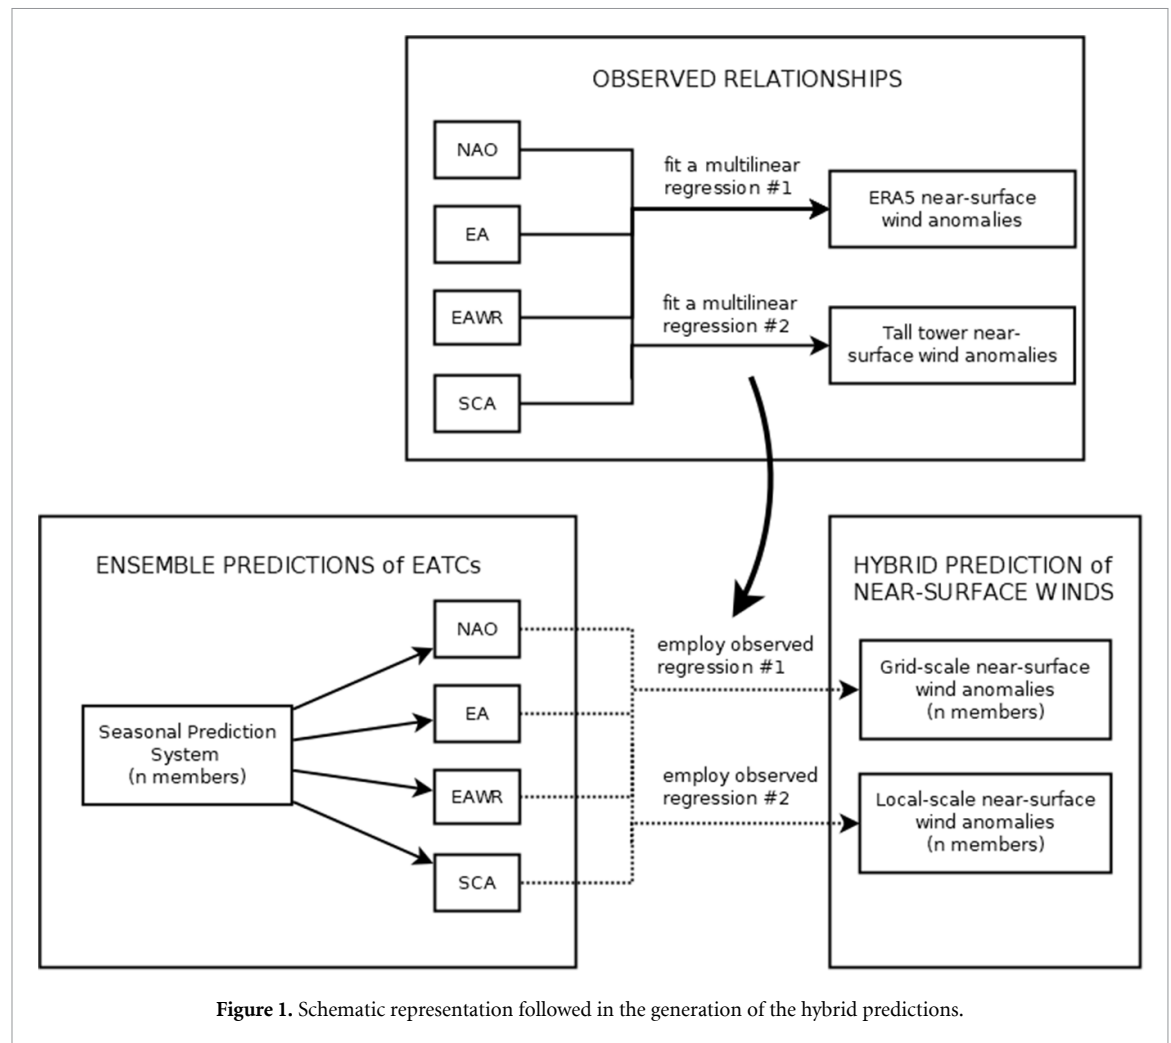 OBSERVED RELATIONSHIPS
NAO
EA
EAWR
SCA
fit a multilinear
regression #1
fit a multilinear
regression #2
ERA5 near-surface
wind anomalies
Tall tower near-
surface wind anomalies
ENSEMBLE PREDICTIONS of EATCs
Seasonal Prediction
System
(n members)
NAO
EA
EAWR
SCA
employ observed
regression #1
employ observed
regression #2
HYBRID PREDICTION of
NEAR-SURFACE WINDS
Grid-scale near-surface
wind anomalies
(n members)
Local-scale near-surface
wind anomalies
(n members)
Figure 1. Schematic representation followed in the generation of the hybrid predictions.